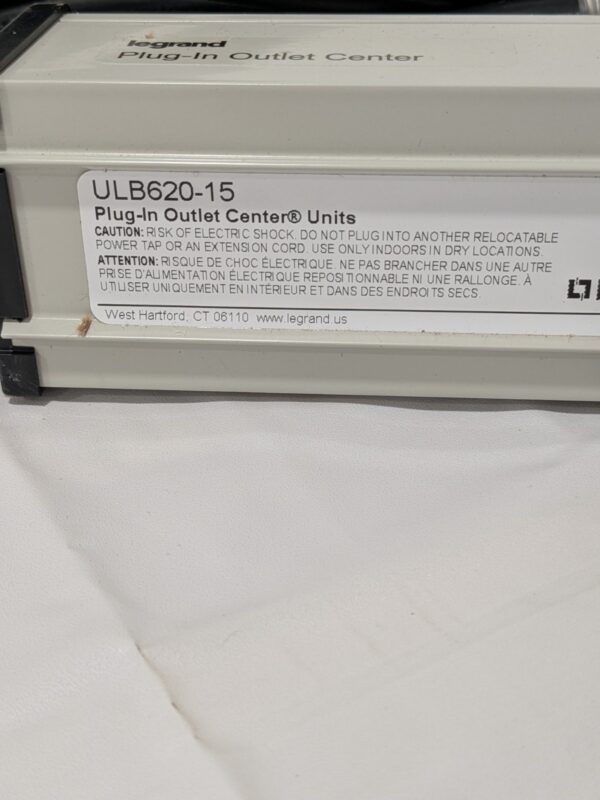 legrand
Plug-In Outlet Center
ULB620-15
Plug-In Outlet Center® Units
CAUTION: RISK OF ELECTRIC SHOCK. DO NOT PLUG INTO ANOTHER RELOCATABLE
POWER TAP OR AN EXTENSION CORD. USE ONLY INDOORS IN DRY LOCATIONS.
ATTENTION: RISQUE DE CHOC ÉLECTRIQUE. NE PAS BRANCHER DANS UNE AUTRE
PRISE D'ALIMENTATION ÉLECTRIQUE REPOSITIONNABLE NI UNE RALLONGE. À
UTILISER UNIQUEMENT EN INTÉRIEUR ET DANS DES ENDROITS SECS.
West Hartford, CT 06110 www.legrand.us